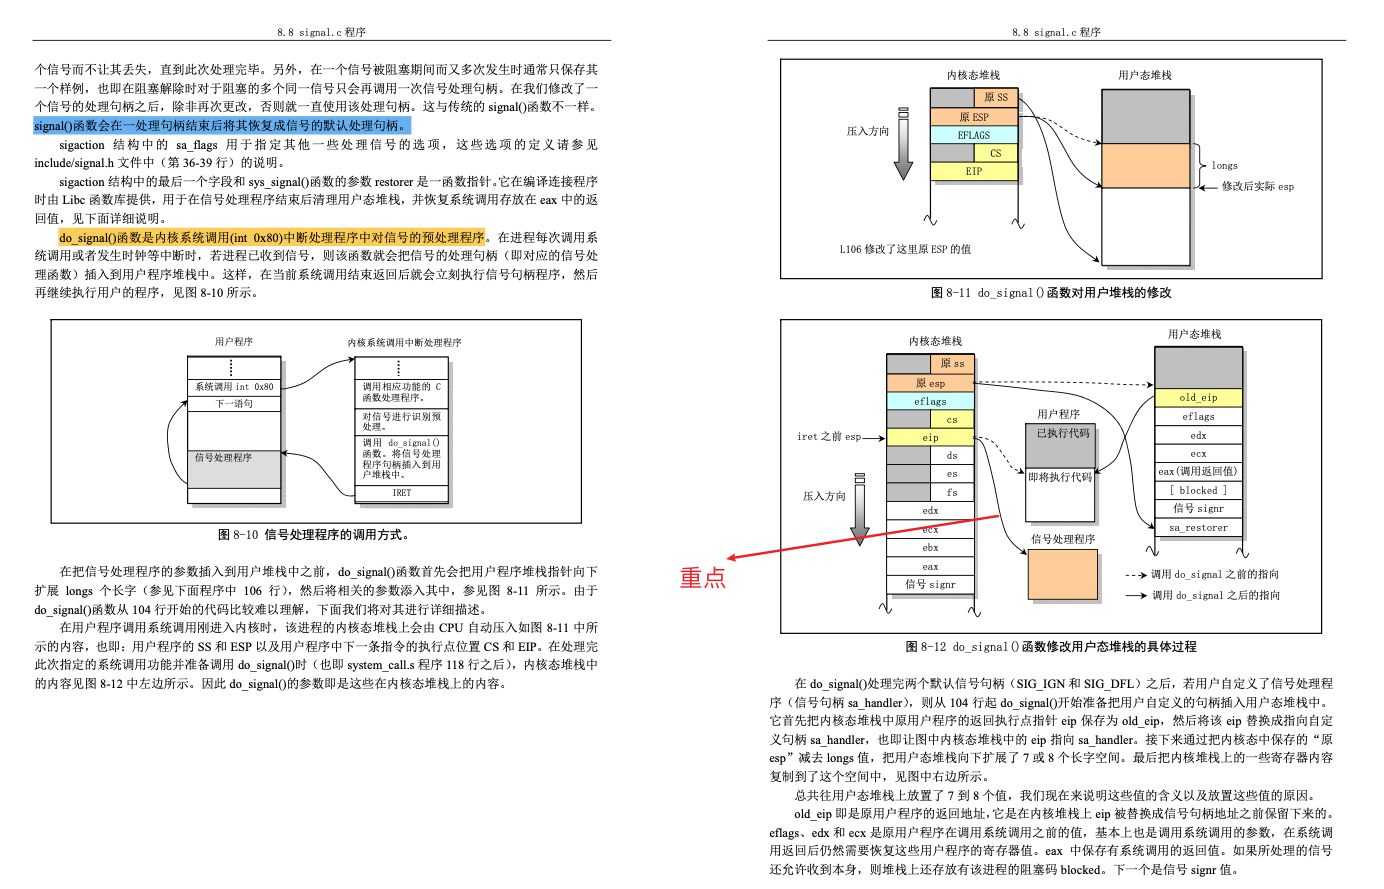 8.8 signal.c 程序
个信号而不让其丢失，直到此次处理完毕。另外，在一个信号被阻塞期间而又多次发生时通常只保存其
一个样例，也即在阻塞解除时对于阻塞的多个同一信号只会再调用一次信号处理句柄。在我们修改了一
个信号的处理句柄之后，除非再次更改，否则就一直使用该处理句柄。这与传统的 signal()函数不一样。
signal()函数会在一处理句柄结束后将其恢复成信号的默认处理句柄。
sigaction 结构中的 sa_flags 用于指定其他一些处理信号的选项，这些选项的定义请参见
include/signal.h 文件中（第 36-39 行）的说明。
sigaction 结构中的最后一个字段和 sys_signal()函数的参数 restorer 是一函数指针。它在编译连接程序
时由 Libc 函数库提供，用于在信号处理程序结束后清理用户态堆栈，并恢复系统调用存放在 eax 中的返
回值，见下面详细说明。
do_signal()函数是内核系统调用(int 0x80)中断处理程序中对信号的预处理程序。在进程每次调用系
统调用或者发生时钟等中断时，若进程已收到信号，则该函数就会把信号的处理句柄（即对应的信号处
理函数）插入到用户程序堆栈中。这样，在当前系统调用结束返回后就会立刻执行信号句柄程序，然后
再继续执行用户的程序，见图 8-10 所示。
用户程序
系统调用 int 0x80
下一语句
信号处理程序
内核系统调用中断处理程序
调用相应功能的 C
函数处理程序。
对信号进行识别预
处理。
调用 do_signal()
函数。将信号处理
程序句柄插入到用
户堆栈中。
IRET
图 8-10 信号处理程序的调用方式。
在把信号处理程序的参数插入到用户堆栈中之前，do_signal()函数首先会把用户程序堆栈指针向下
扩展 longs 个长字（参见下面程序中 106 行），然后将相关的参数添入其中，参见图 8-11 所示。由于
do_signal()函数从 104 行开始的代码比较难以理解，下面我们将对其进行详细描述。
在用户程序调用系统调用刚进入内核时，该进程的内核态堆栈上会由 CPU 自动压入如图 8-11 中所
示的内容，也即：用户程序的 SS 和 ESP 以及用户程序中下一条指令的执行点位置 CS 和 EIP。在处理完
此次指定的系统调用功能并准备调用 do_signal()时（也即 system_call.s 程序 118 行之后），内核态堆栈中
的内容见图 8-12 中左边所示。因此 do_signal()的参数即是这些在内核态堆栈上的内容。
8.8 signal.c 程序
内核态堆栈
原 SS
原 ESP
EFLAGS
CS
EIP
压入方向
L106 修改了这里原 ESP 的值
用户态堆栈
longs
修改后实际 esp
图 8-11 do_signal()函数对用户堆栈的修改
内核态堆栈
原 ss
原 esp
eflags
cs
eip
ds
es
fs
edx
ecx
ebx
eax
信号 signr
iret 之前 esp
压入方向
重点
用户程序
已执行代码
即将执行代码
信号处理程序
用户态堆栈
old_eip
eflags
edx
ecx
eax(调用返回值)
[ blocked ]
信号 signr
sa_restorer
调用 do_signal 之前的指向
调用 do_signal 之后的指向
图 8-12 do_signal()函数修改用户态堆栈的具体过程
在 do_signal()处理完两个默认信号句柄（SIG_IGN 和 SIG_DFL）之后，若用户自定义了信号处理程
序（信号句柄 sa_handler），则从 104 行起 do_signal()开始准备把用户自定义的句柄插入用户态堆栈中。
它首先把内核态堆栈中原用户程序的返回执行点指针 eip 保存为 old_eip，然后将该 eip 替换成指向自定
义句柄 sa_handler，也即让图中内核态堆栈中的 eip 指向 sa_handler。接下来通过把内核态中保存的“原
esp”减去 longs 值，把用户态堆栈向下扩展了 7 或 8 个长字空间。最后把内核堆栈上的一些寄存器内容
复制到了这个空间中，见图中右边所示。
总共往用户态堆栈上放置了 7 到 8 个值，我们现在来说明这些值的含义以及放置这些值的原因。
old_eip 即是原用户程序的返回地址，它是在内核堆栈上 eip 被替换成信号句柄地址之前保留下来的。
eflags、edx 和 ecx 是原用户程序在调用系统调用之前的值，基本上也是调用系统调用的参数，在系统调
用返回后仍然需要恢复这些用户程序的寄存器值。eax 中保存有系统调用的返回值。如果所处理的信号
还允许收到本身，则堆栈上还存放有该进程的阻塞码 blocked。下一个是信号 signr 值。